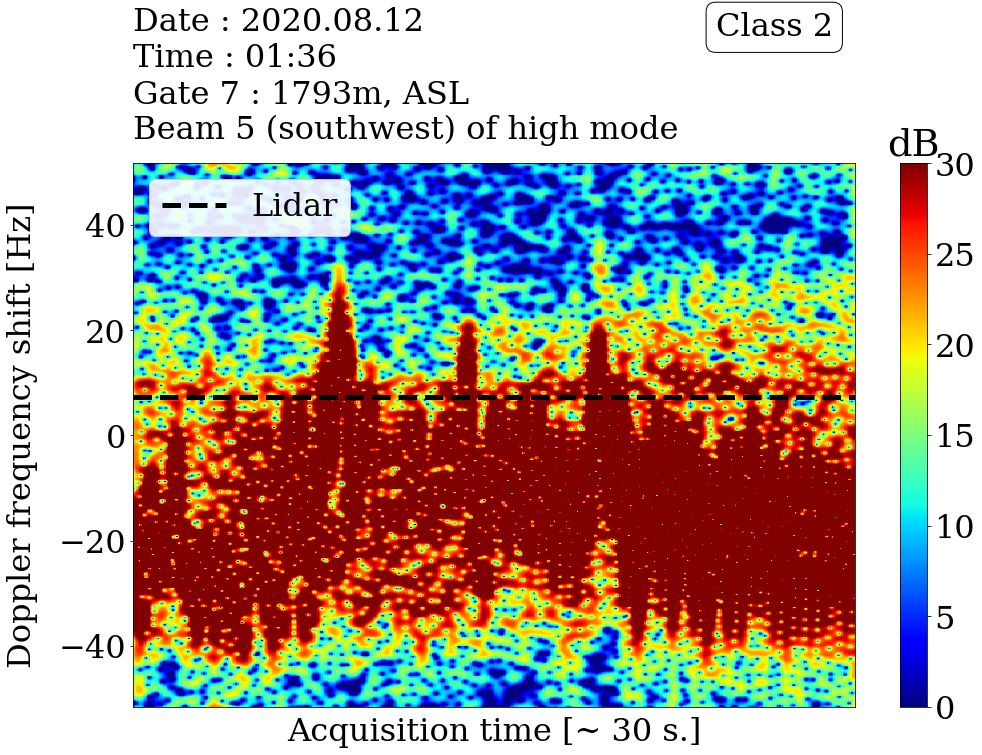 Date : 2020.08.12
Time : 01:36
Gate 7 : 1793m, ASL
Beam 5 (southwest) of high mode
Class 2
dB
Lidar
Doppler frequency shift [Hz]
40
20
0
−20
−40
Acquisition time [~ 30 s.]
30
25
20
15
10
5
0